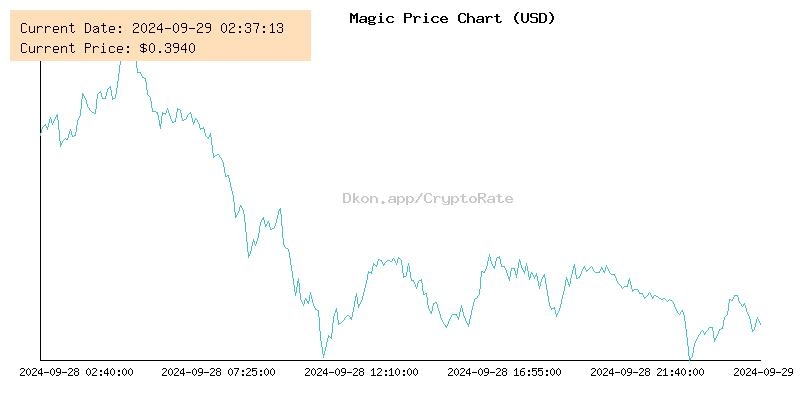 Magic Price Chart (USD)
Current Date: 2024-09-29 02:37:13
Current Price: $0.3940
Dkon.app/CryptoRate
2024-09-28 02:40:00 2024-09-28 07:25:00 2024-09-28 12:10:00 2024-09-28 16:55:00 2024-09-28 21:40:00 2024-09-29